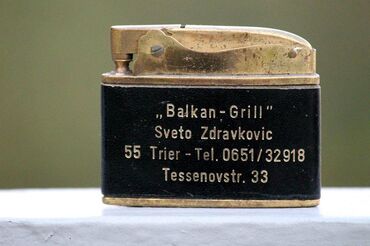 „Balkan-Grill"
Sveto Zdravkovic
55 Trier - Tel. 0651/32918
Tessenovstr. 33